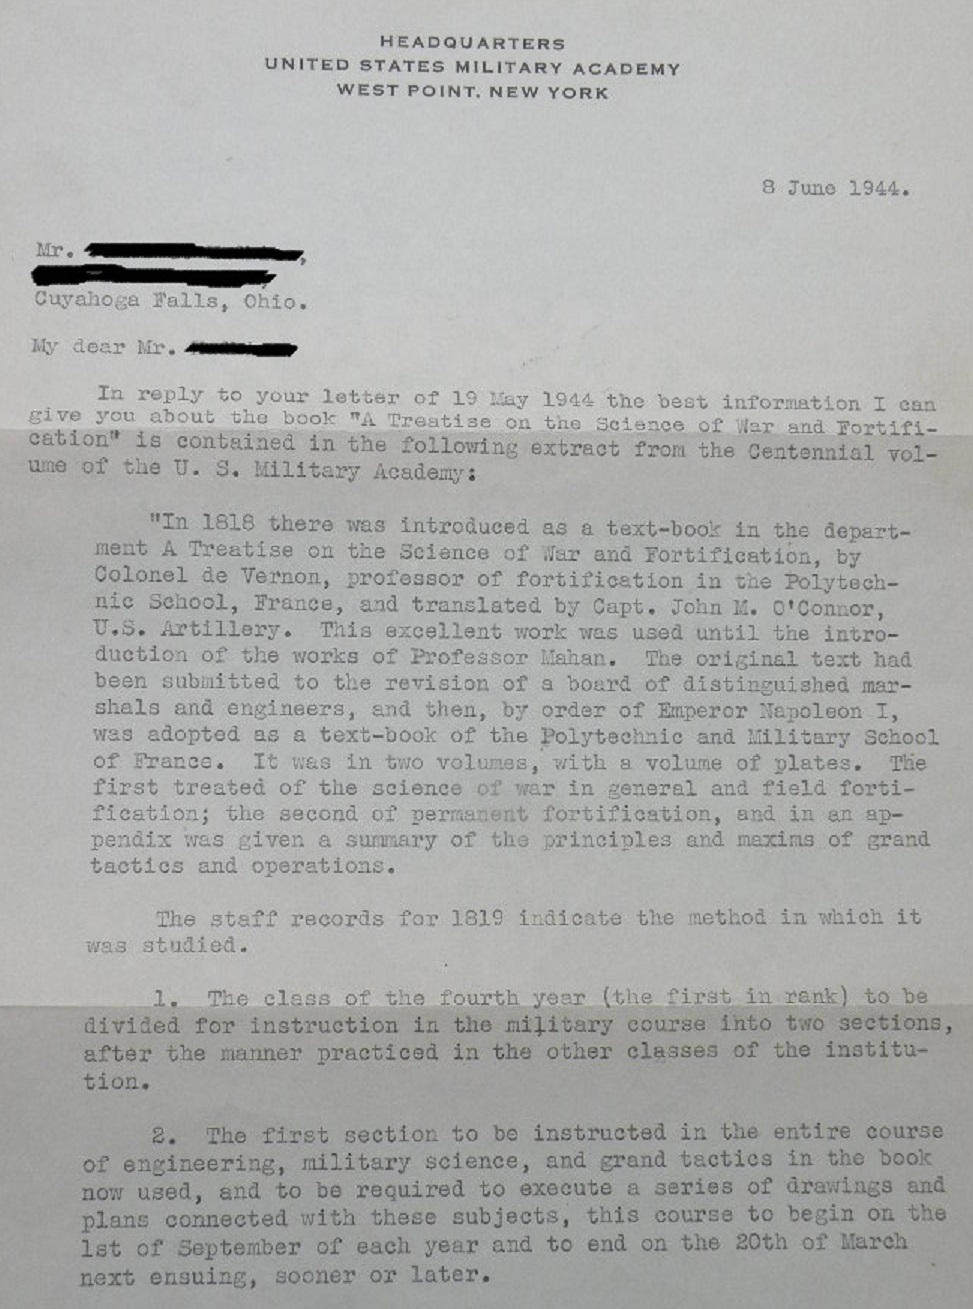 HEADQUARTERS
UNITED STATES MILITARY ACADEMY
WEST POINT, NEW YORK
8 June 1944.
Mr.
Cuyahoga Falls, Ohio.
My dear Mr.
In reply to your letter of 19 May 1944 the best information I can
give you about the book "A Treatise on the Science of War and Fortifi-
cation" is contained in the following extract from the Centennial vol-
ume of the U. S. Military Academy:
"In 1818 there was introduced as a text-book in the depart-
ment A Treatise on the Science of War and Fortification, by
Colonel de Vernon, professor of fortification in the Polytech-
nic School, France, and translated by Capt. John M. O'Connor,
U.S. Artillery. This excellent work was used until the intro-
duction of the works of Professor Mahan. The original text had
been submitted to the revision of a board of distinguished mar-
shals and engineers, and then, by order of Emperor Napoleon I,
was adopted as a text-book of the Polytechnic and Military School
of France. It was in two volumes, with a volume of plates. The
first treated of the science of war in general and field forti-
fication; the second of permanent fortification, and in an ap-
pendix was given a summary of the principles and maxims of grand
tactics and operations.
The staff records for 1819 indicate the method in which it
was studied.
1. The class of the fourth year (the first in rank) to be
divided for instruction in the military course into two sections,
after the manner practiced in the other classes of the institu-
tion.
2. The first section to be instructed in the entire course
of engineering, military science, and grand tactics in the book
now used, and to be required to execute a series of drawings and
plans connected with these subjects, this course to begin on the
1st of September of each year and to end on the 20th of March
next ensuing, sooner or later.